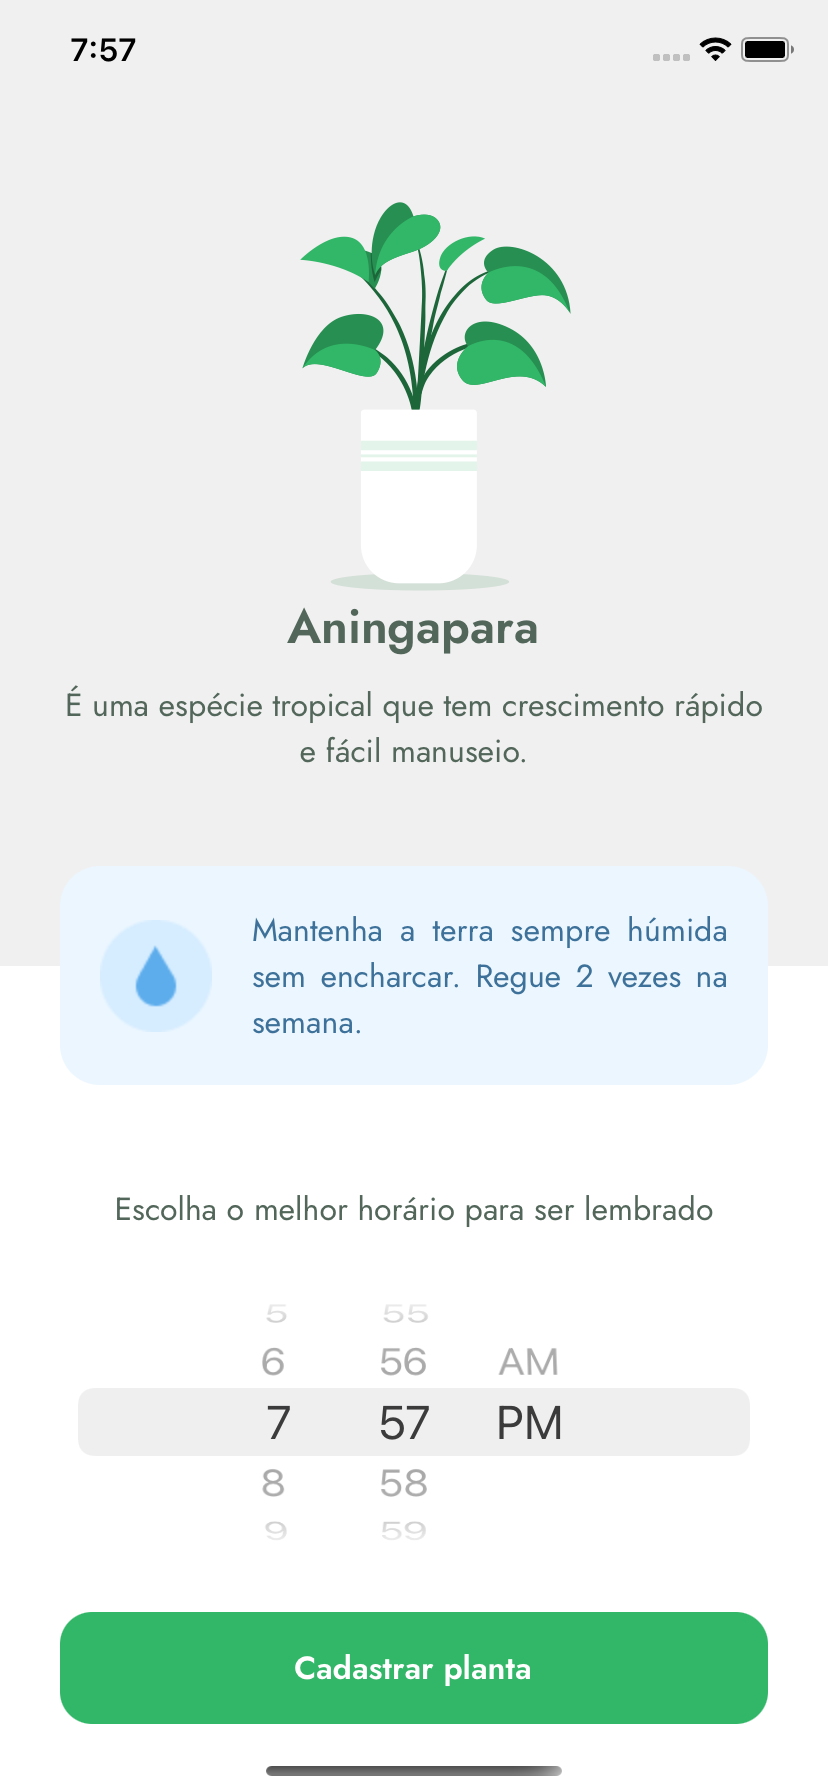 7:57
Aningapara
É uma espécie tropical que tem crescimento rápido
e fácil manuseio.
Mantenha a terra sempre húmida
sem encharcar. Regue 2 vezes na
semana.
Escolha o melhor horário para ser lembrado
5 55
6 56 AM
7 57 PM
8 58
9 59
Cadastrar planta